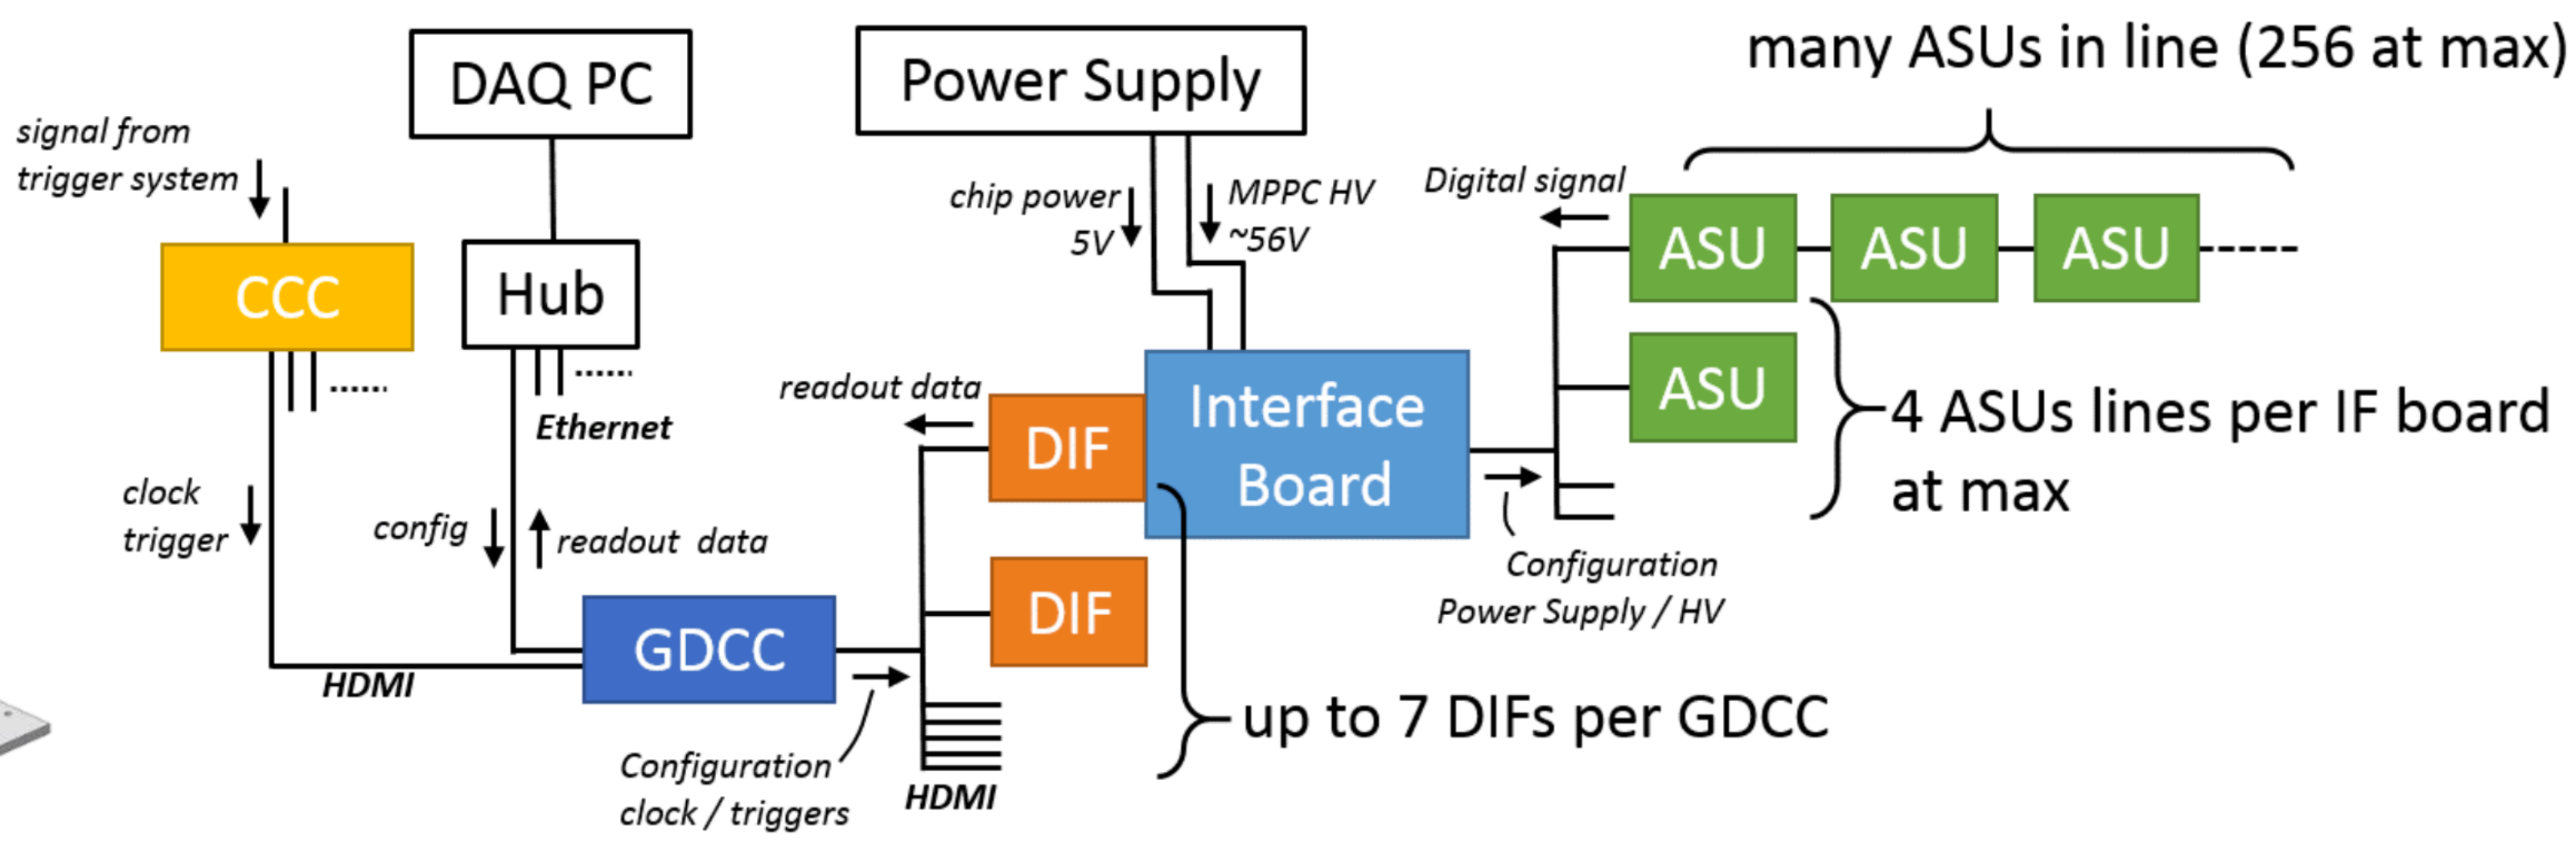 many ASUs in line (256 at max)
DAQ PC
Power Supply
signal from
trigger system
chip power
5V
MPPC HV
~56V
Digital signal
ASU
ASU
ASU
CCC
Hub
ASU
Ethernet
readout data
DIF
Interface
Board
4 ASUs lines per IF board
at max
clock
trigger
config
readout data
Configuration
Power Supply / HV
GDCC
DIF
HDMI
up to 7 DIFs per GDCC
Configuration
clock / triggers
HDMI